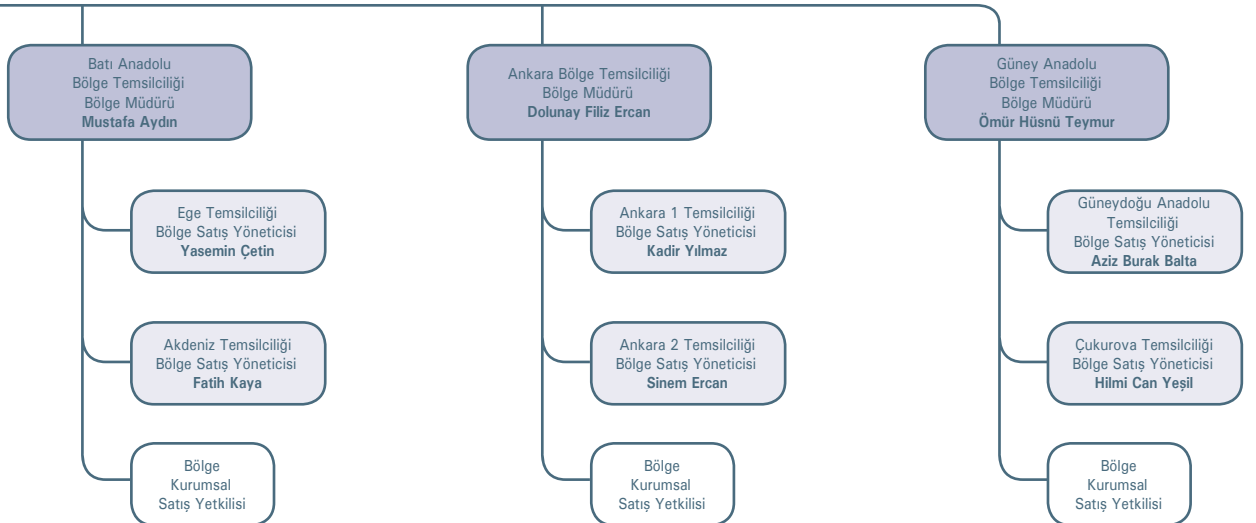 Batı Anadolu
Bölge Temsilciliği
Bölge Müdürü
Mustafa Aydın
Ege Temsilciliği
Bölge Satış Yöneticisi
Yasemin Çetin
Akdeniz Temsilciliği
Bölge Satış Yöneticisi
Fatih Kaya
Bölge
Kurumsal
Satış Yetkilisi
Ankara Bölge Temsilciliği
Bölge Müdürü
Dolunay Filiz Ercan
Ankara 1 Temsilciliği
Bölge Satış Yöneticisi
Kadir Yılmaz
Ankara 2 Temsilciliği
Bölge Satış Yöneticisi
Sinem Ercan
Bölge
Kurumsal
Satış Yetkilisi
Güney Anadolu
Bölge Temsilciliği
Bölge Müdürü
Ömür Hüsnü Teymur
Güneydoğu Anadolu
Temsilciliği
Bölge Satış Yöneticisi
Aziz Burak Balta
Çukurova Temsilciliği
Bölge Satış Yöneticisi
Hilmi Can Yeşil
Bölge
Kurumsal
Satış Yetkilisi